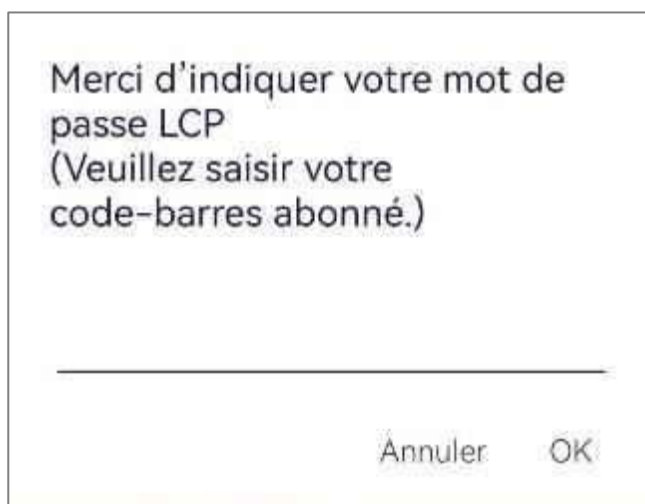 Merci d'indiquer votre mot de
passe LCP
(Veuillez saisir votre
code-barres abonné.)
Annuler
OK